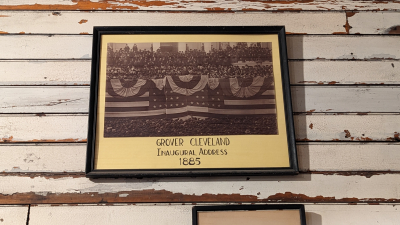 GROVER CLEVELAND
INAUGURAL ADDRESS
1885